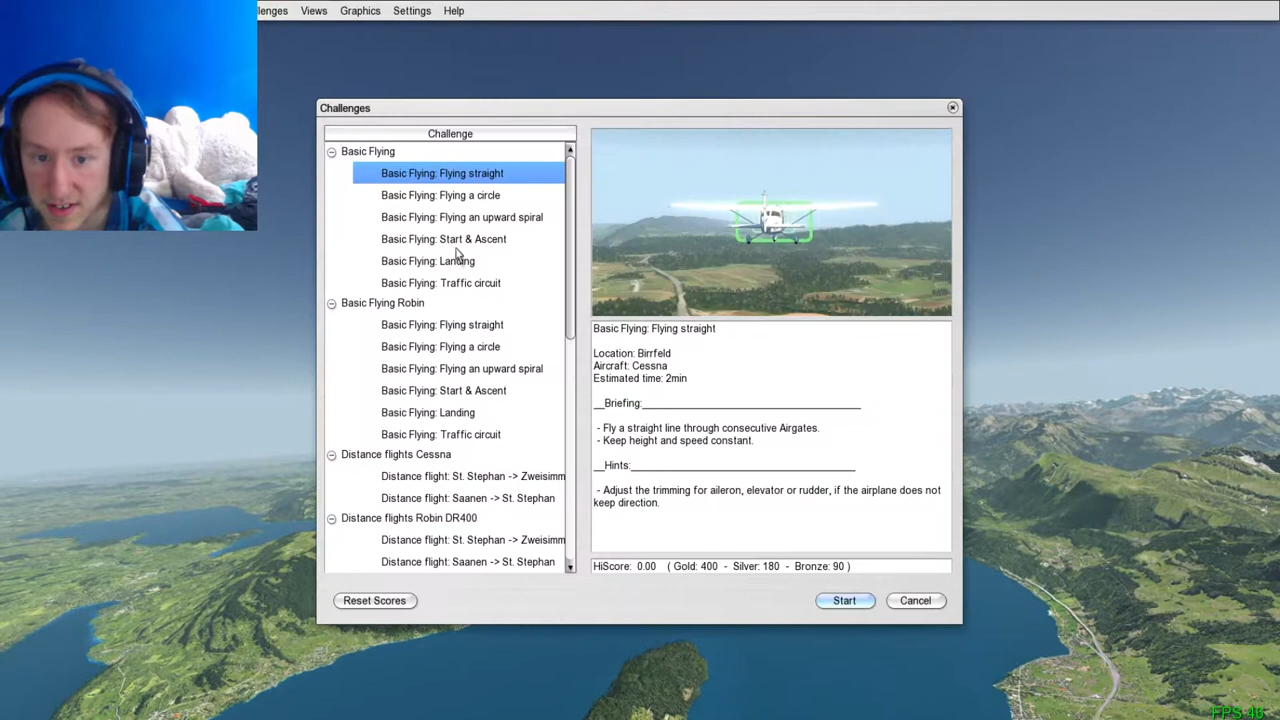 lenges Views Graphics Settings Help
Challenges
Challenge
Basic Flying
Basic Flying: Flying straight
Basic Flying: Flying a circle
Basic Flying: Flying an upward spiral
Basic Flying: Start & Ascent
Basic Flying: Landing
Basic Flying: Traffic circuit
Basic Flying Robin
Basic Flying: Flying straight
Basic Flying: Flying a circle
Basic Flying: Flying an upward spiral
Basic Flying: Start & Ascent
Basic Flying: Landing
Basic Flying: Traffic circuit
Distance flights Cessna
Distance flight: St. Stephan -> Zweisimm
Distance flight: Saanen -> St. Stephan
Distance flights Robin DR400
Distance flight: St. Stephan -> Zweisimm
Distance flight: Saanen -> St. Stephan
Basic Flying: Flying straight
Location: Birrfeld
Aircraft: Cessna
Estimated time: 2min
__Briefing:________________________________________
- Fly a straight line through consecutive Airgates.
- Keep height and speed constant.
__Hints:_________________________________________
- Adjust the trimming for aileron, elevator or rudder, if the airplane does not
keep direction.
HiScore: 0.00 ( Gold: 400 - Silver: 180 - Bronze: 90 )
Reset Scores Start Cancel
FPS 46